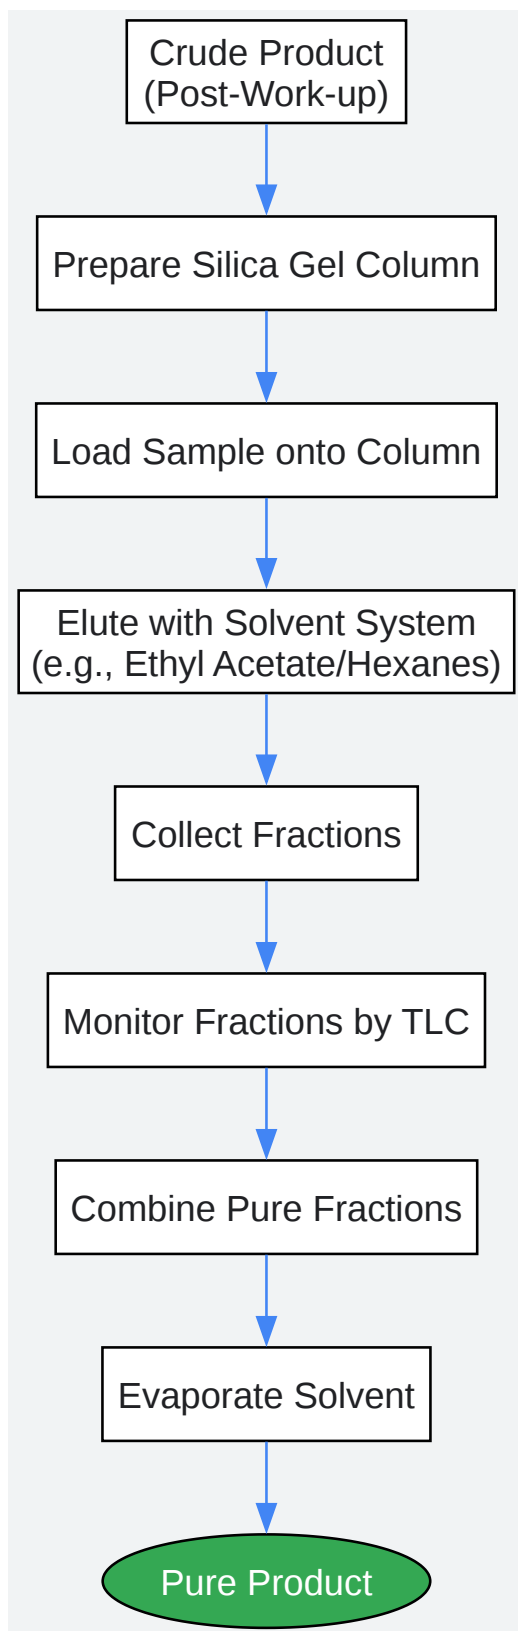 Crude Product
(Post-Work-up)
Prepare Silica Gel Column
Load Sample onto Column
Elute with Solvent System
(e.g., Ethyl Acetate/Hexanes)
Collect Fractions
Monitor Fractions by TLC
Combine Pure Fractions
Evaporate Solvent
Pure Product